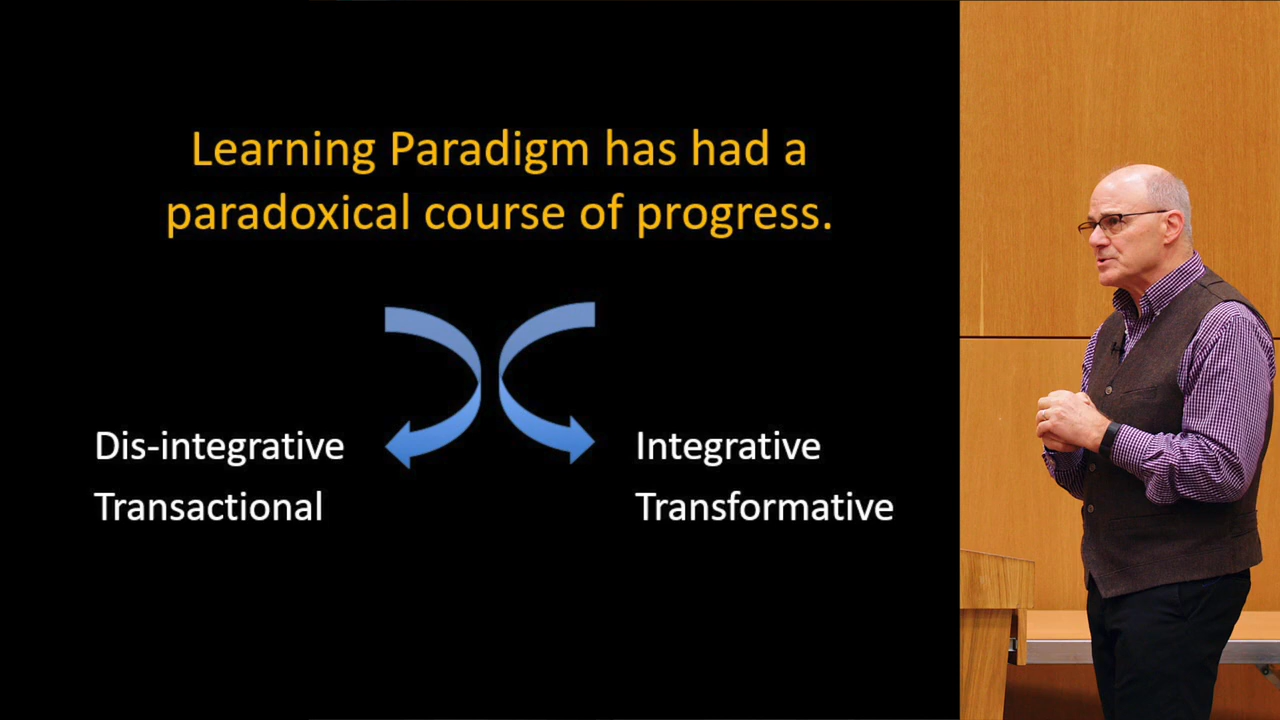 Learning Paradigm has had a
paradoxical course of progress.
Dis-integrative
Transactional
Integrative
Transformative